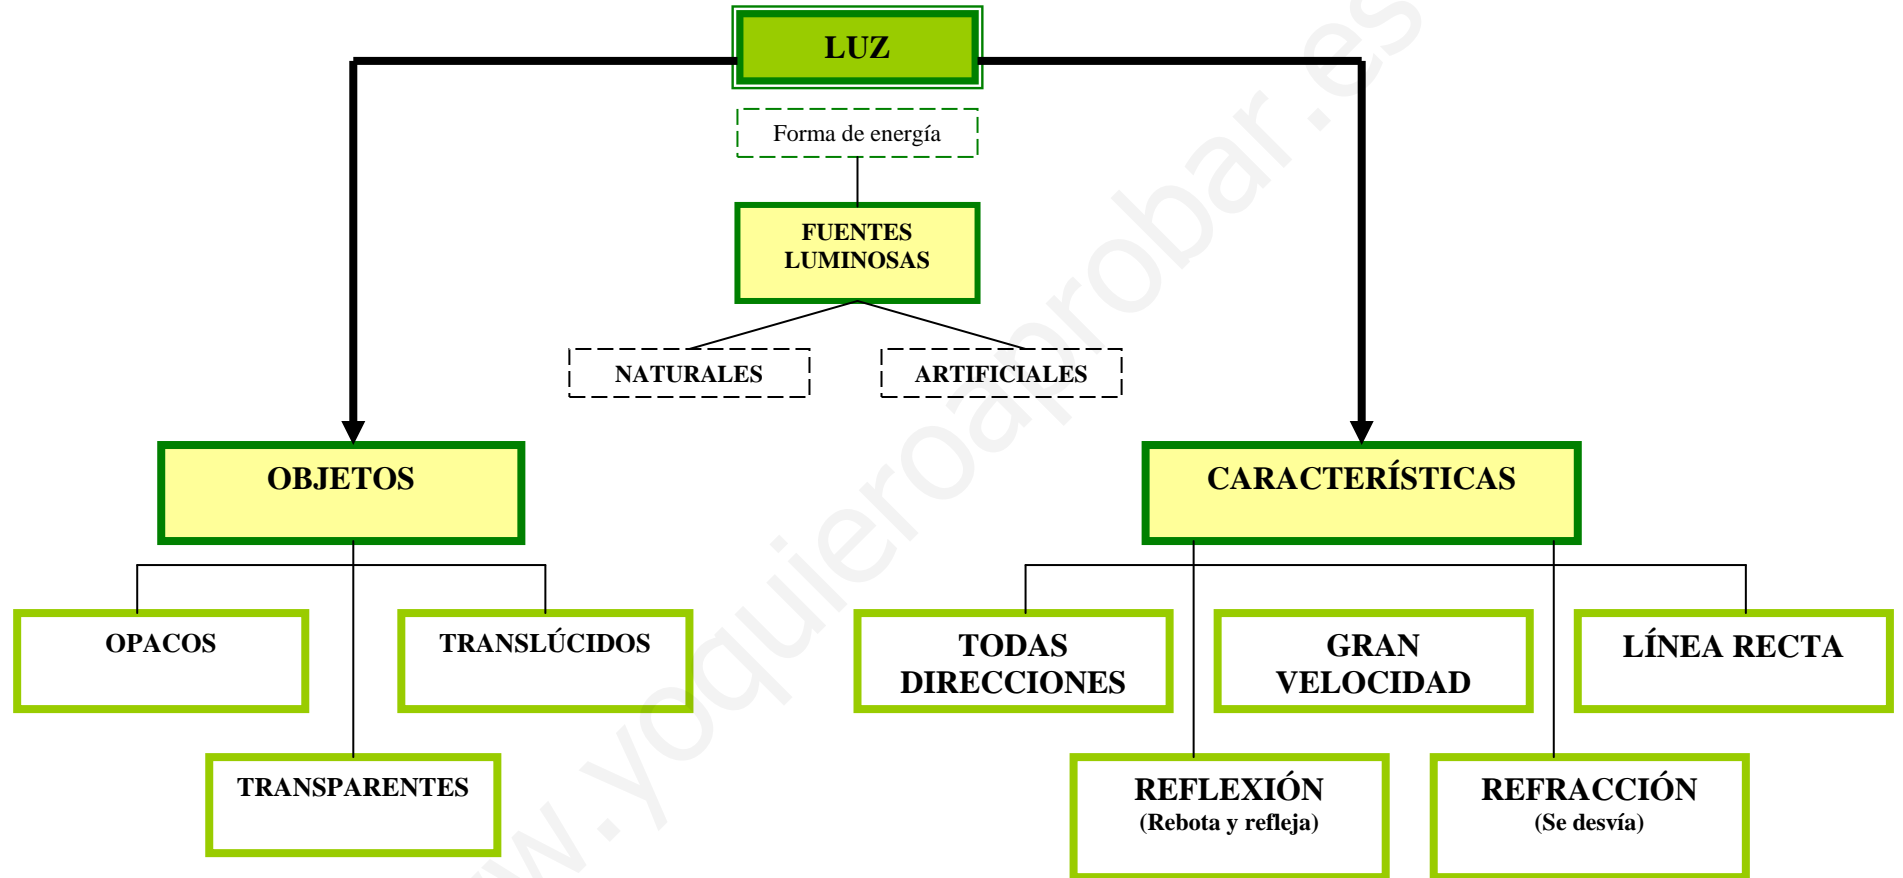 LUZ
Forma de energía
FUENTES
LUMINOSAS
NATURALES
ARTIFICIALES
OBJETOS
CARACTERÍSTICAS
OPACOS
TRANSLÚCIDOS
TRANSPARENTES
TODAS
DIRECCIONES
GRAN
VELOCIDAD
LÍNEA RECTA
REFLEXIÓN
(Rebota y refleja)
REFRACCIÓN
(Se desvía)
w.yoquieroaprobar.es